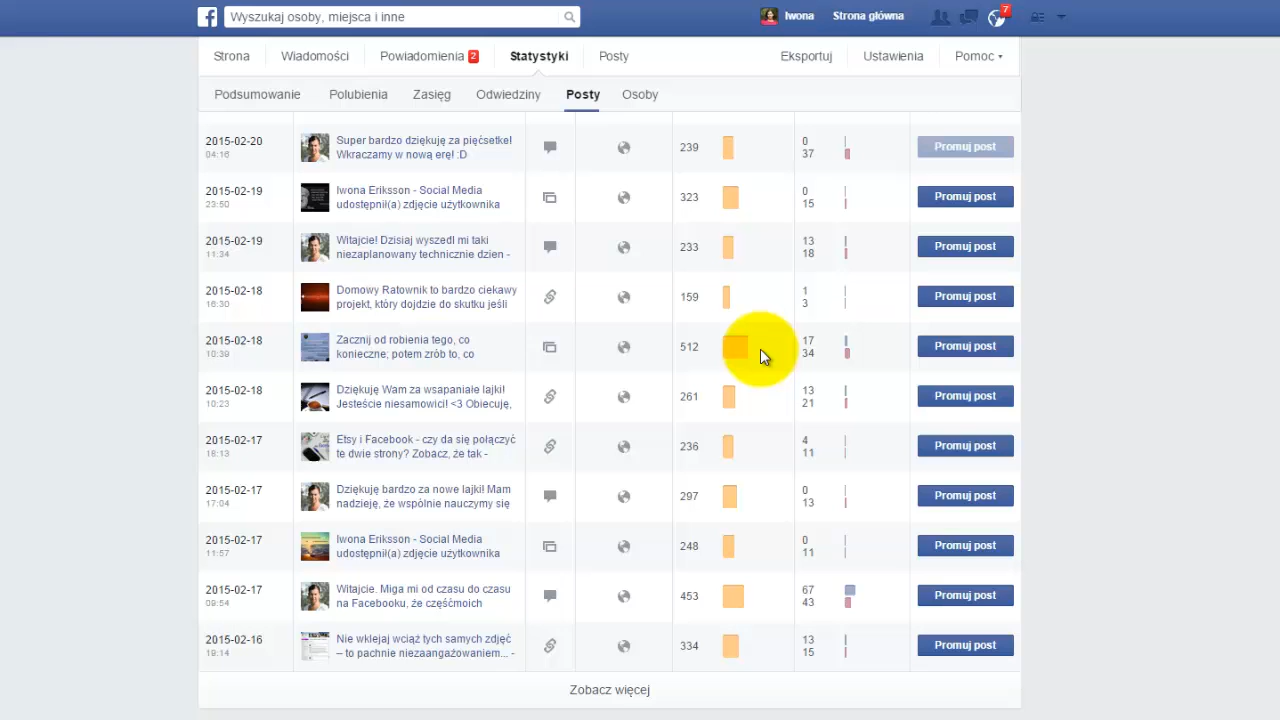 f Wyszukaj osoby, miejsca i inne Iwona Strona główna 7
Strona Wiadomości Powiadomienia 2 Statystyki Posty Eksportuj Ustawienia Pomoc
Podsumowanie Polubienia Zasięg Odwiedziny Posty Osoby
2015-02-20 Super bardzo dziękuję za pięćsetke! 239 0 Promuj post
04:16 Wkraczamy w nową erę! :D 37
2015-02-19 Iwona Eriksson - Social Media 323 0 Promuj post
23:50 udostępnił(a) zdjęcie użytkownika 15
2015-02-19 Witajcie! Dzisiaj wyszedl mi taki 233 13 Promuj post
11:34 niezaplanowany technicznie dzien - 18
2015-02-18 Domowy Ratownik to bardzo ciekawy 159 1 Promuj post
16:30 projekt, który dojdzie do skutku jeśli 3
2015-02-18 Zacznij od robienia tego, co 512 17 Promuj post
10:39 konieczne; potem zrób to, co 34
2015-02-18 Dziękuję Wam za wsapaniałe lajki! 261 13 Promuj post
10:23 Jesteście niesamowici! <3 Obiecuję, 21
2015-02-17 Etsy i Facebook - czy da się połączyć 236 4 Promuj post
te dwie strony? Zobacz, że tak - 11
2015-02-17 Dziękuję bardzo za nowe lajki! Mam 297 0 Promuj post
17:04 nadzieję, że wspólnie nauczymy się 13
2015-02-17 Iwona Eriksson - Social Media 248 0 Promuj post
11:57 udostępnił(a) zdjęcie użytkownika 11
2015-02-17 Witajcie. Miga mi od czasu do czasu 453 67 Promuj post
09:54 na Facebooku, że częśćmoich 43
2015-02-16 Nie wklejaj wciąż tych samych zdjęć 334 13 Promuj post
19:14 – to pachnie niezaangażowaniem... - 15
Zobacz więcej